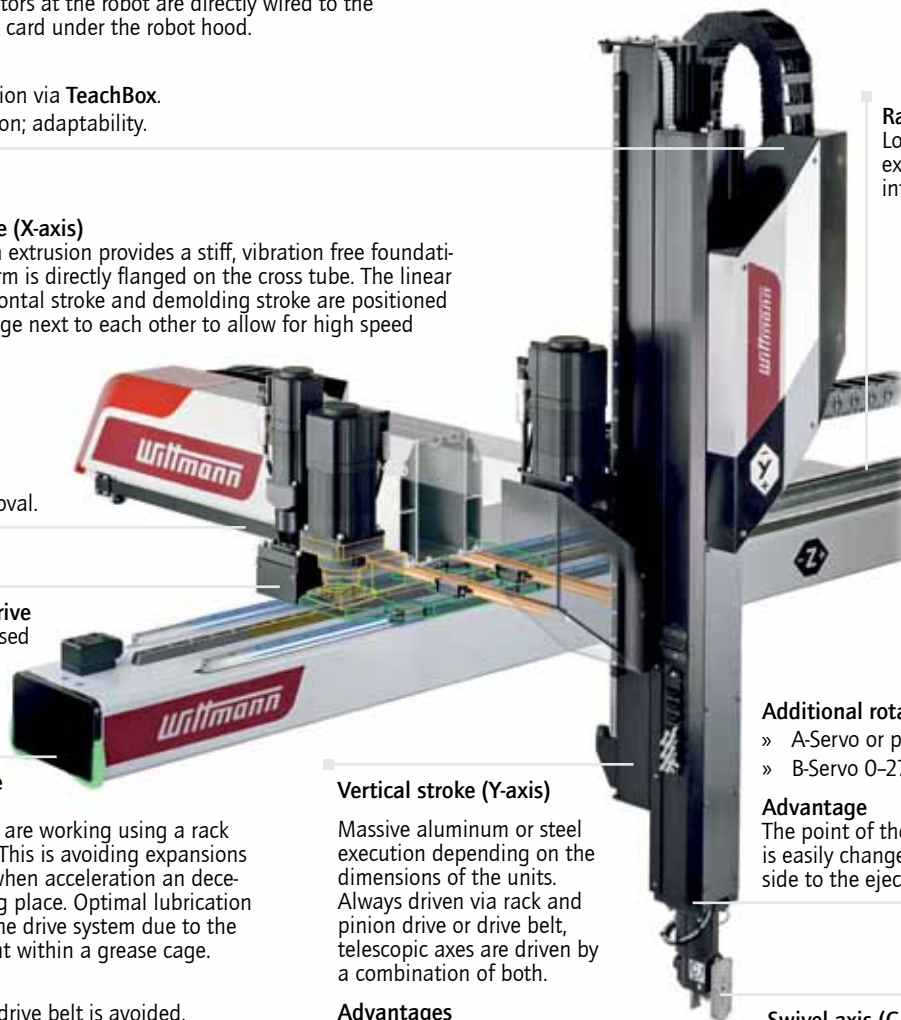 tors at the robot are directly wired to the
card under the robot hood.
ion via TeachBox.
on; adaptability.
e (X-axis)
extrusion provides a stiff, vibration free foundati-
rm is directly flanged on the cross tube. The linear
ontal stroke and demolding stroke are positioned
ge next to each other to allow for high speed
oval.
rive
sed
e
are working using a rack
This is avoiding expansions
when acceleration an dece-
g place. Optimal lubrication
ne drive system due to the
nt within a grease cage.
drive belt is avoided.
Wittmann
Wittmann
Vertical stroke (Y-axis)
Massive aluminum or steel
execution depending on the
dimensions of the units.
Always driven via rack and
pinion drive or drive belt,
telescopic axes are driven by
a combination of both.
Advantages
Wittmann
Y
-Z+
Ra
Lo
ex
in
Additional rota
» A-Servo or p
» B-Servo 0–27
Advantage
The point of the
is easily change
side to the ejec
Swivel axis (C